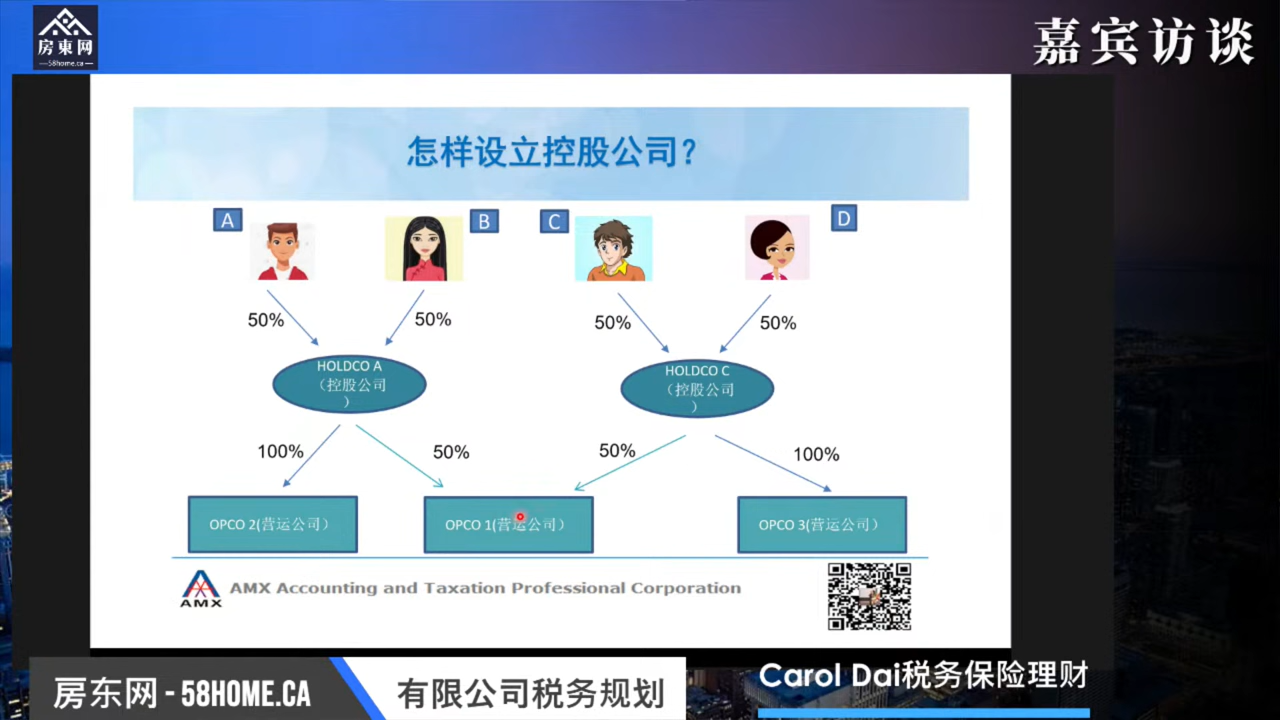 房東网
58home.ca
嘉宾访谈
怎样设立控股公司?
A
B
C
D
50%
50%
50%
50%
HOLDCO A
（控股公司
）
HOLDCO C
（控股公司
）
100%
50%
50%
100%
OPCO 2(营运公司）
OPCO 1(营运公司）
OPCO 3(营运公司）
AMX
AMX Accounting and Taxation Professional Corporation
房东网 - 58HOME.CA
有限公司税务规划
Carol Dai税务保险理财